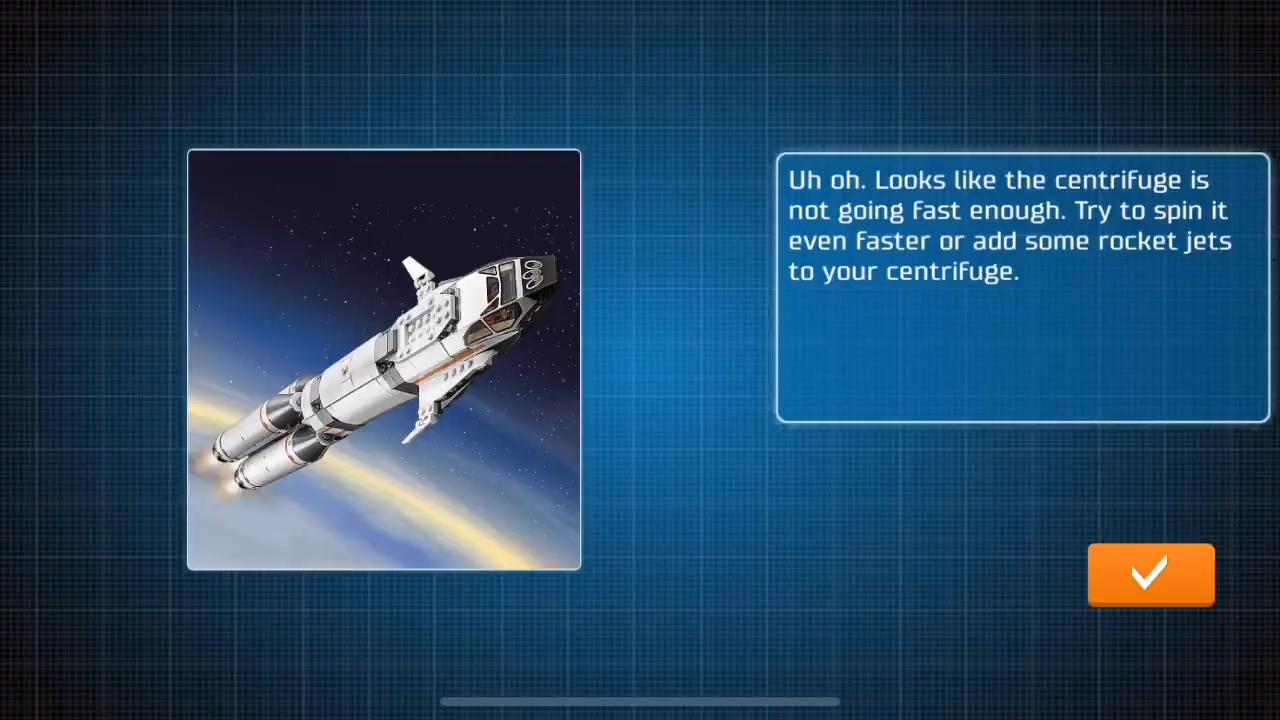 Uh oh. Looks like the centrifuge is
not going fast enough. Try to spin it
even faster or add some rocket jets
to your centrifuge.